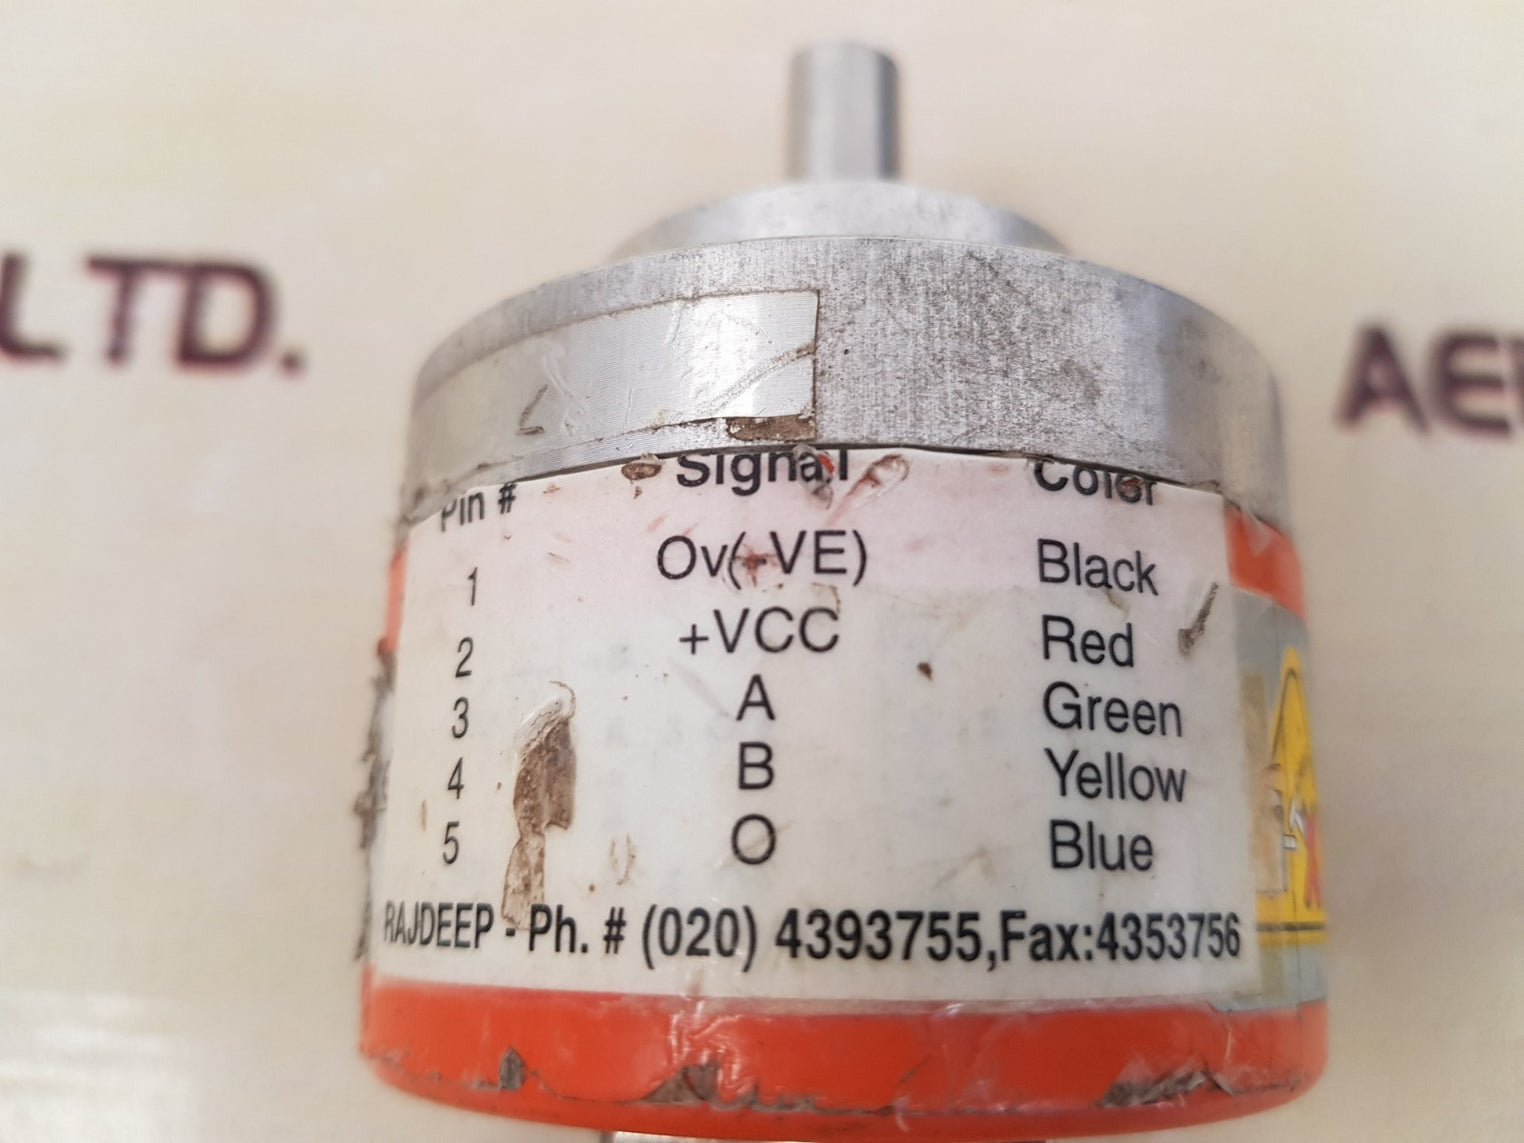 LTD.
AE
Pin # Signal Color
1 Ov(-VE) Black
2 +VCC Red
3 A Green
4 B Yellow
5 O Blue
RAJDEEP - Ph. # (020) 4393755,Fax:4353756